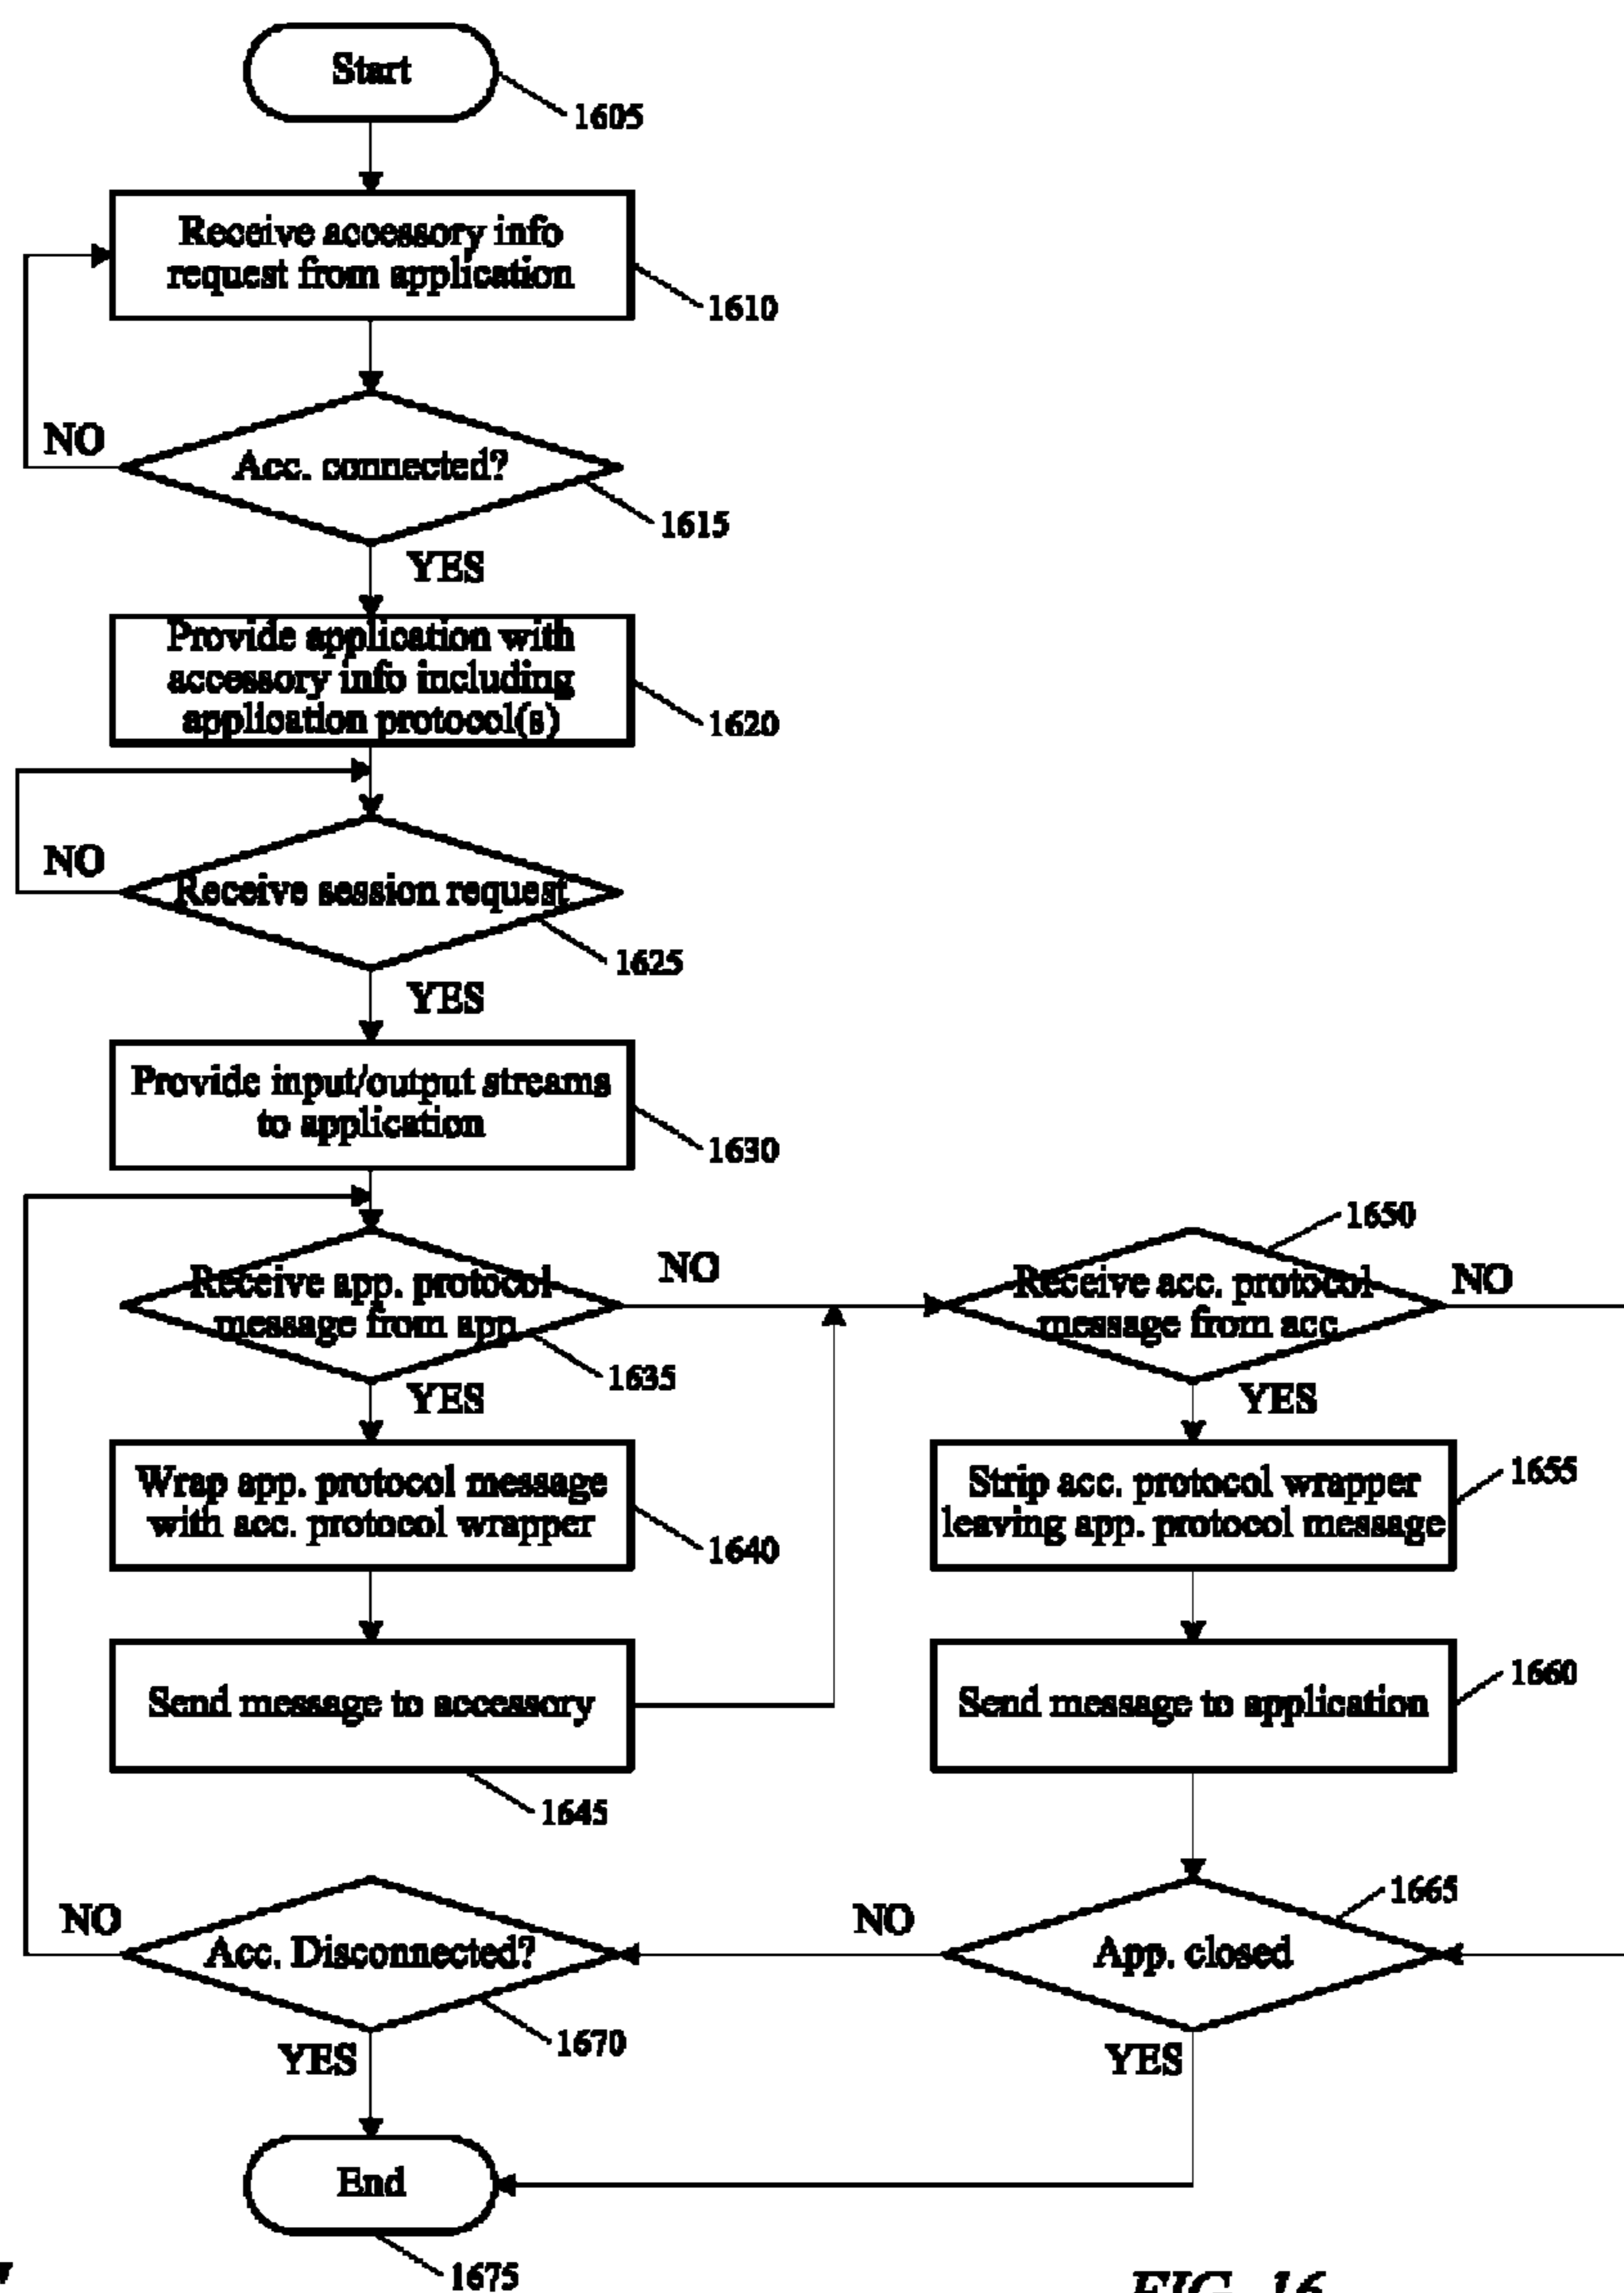 Start
1605
Receive accessory info
request from application
1610
NO
Acc. connected?
1615
YES
Provide application with
accessory info including
application protocol(s)
1620
NO
Receive session request
1625
YES
Provide input/output streams
to application
1630
Receive app. protocol
message from app.
1635
NO
YES
1650
Receive acc. protocol
message from acc
NO
YES
Wrap app. protocol message
with acc. protocol wrapper
1640
Strip acc. protocol wrapper
leaving app. protocol message
1655
Send message to accessory
1645
Send message to application
1660
NO
Acc. Disconnected?
1670
YES
NO
App. closed
1665
YES
End
1675
FIG. 16